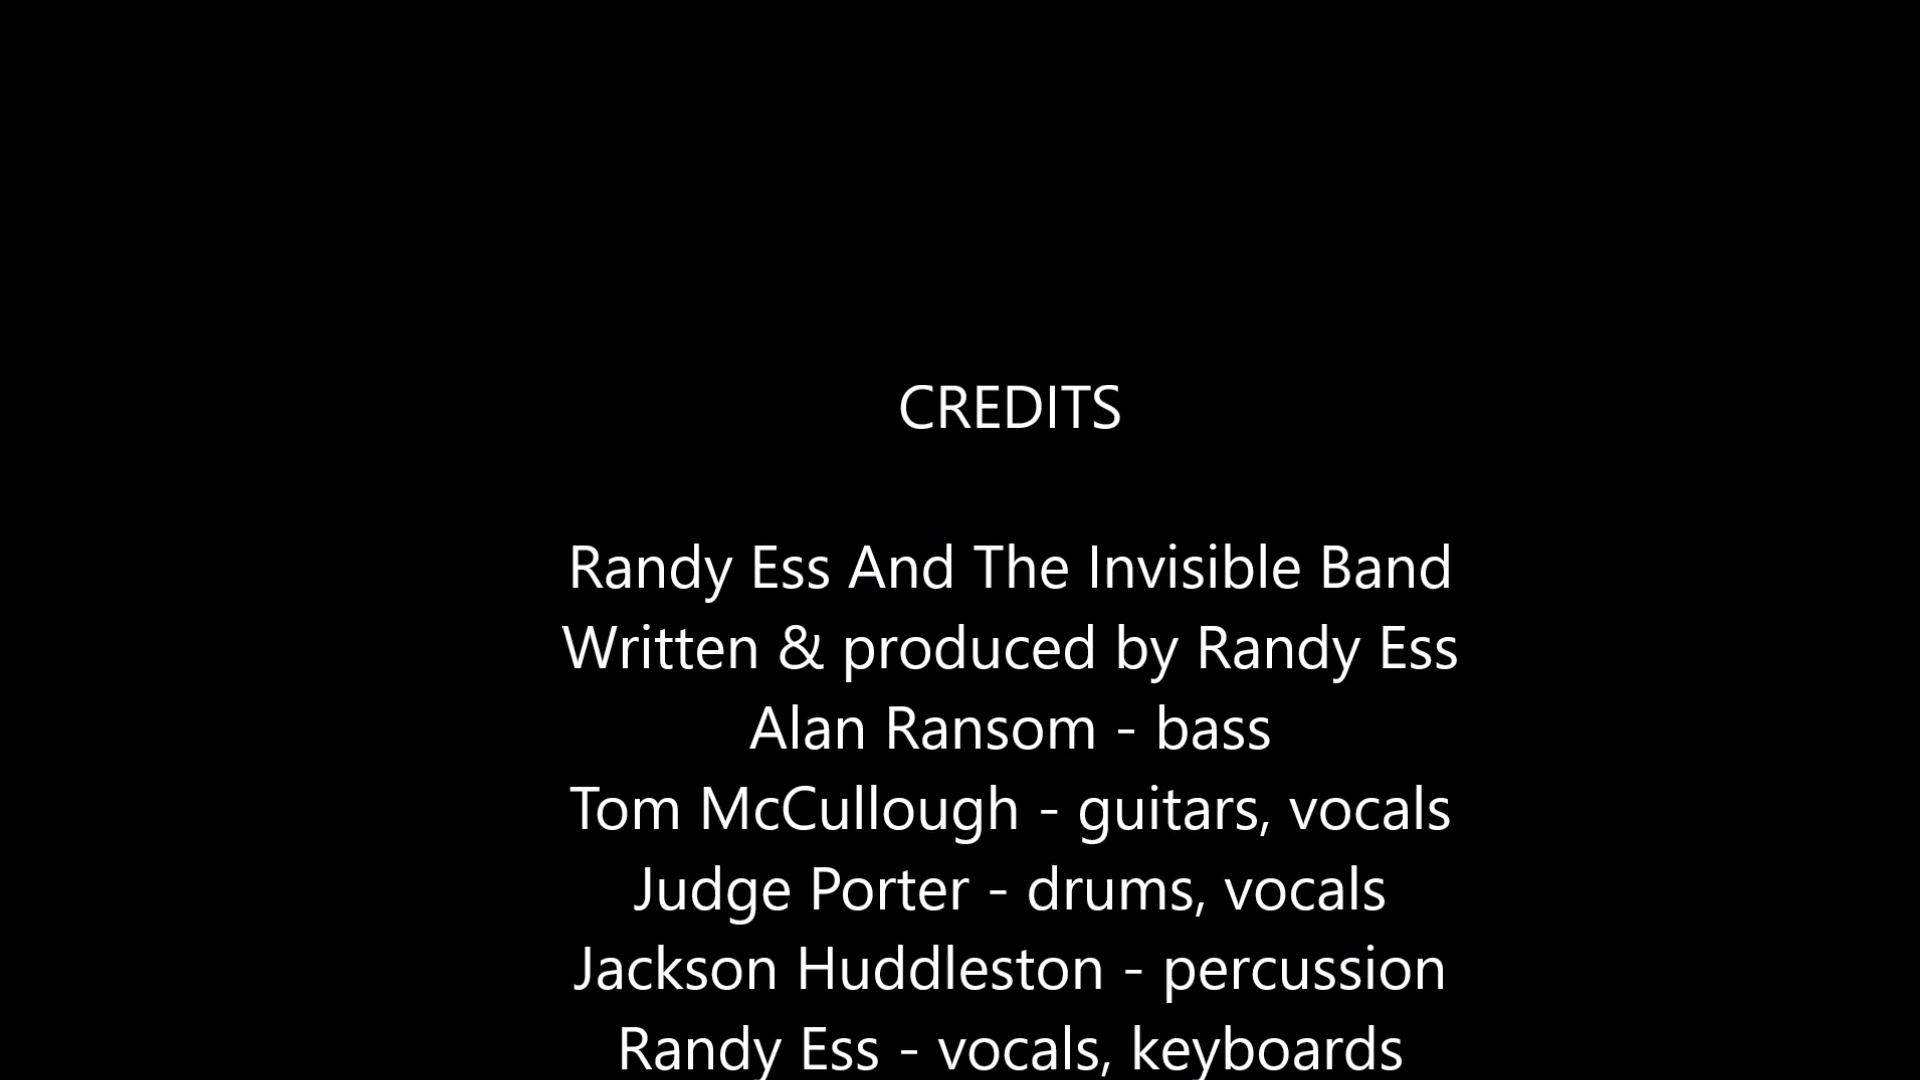 CREDITS
Randy Ess And The Invisible Band
Written & produced by Randy Ess
Alan Ransom - bass
Tom McCullough - guitars, vocals
Judge Porter - drums, vocals
Jackson Huddleston - percussion
Randy Ess - vocals, keyboards